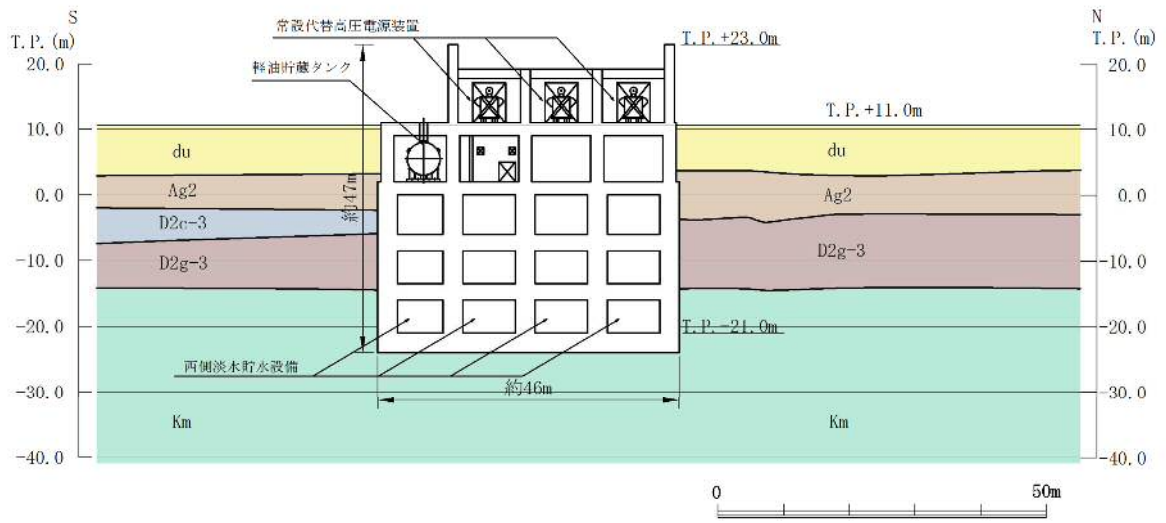 S
T.P.(m)
20.0
10.0
0.0
-10.0
-20.0
-30.0
-40.0
常設代替高圧電源装置
軽油貯蔵タンク
T.P.+23.0m
N
T.P.(m)
20.0
10.0
0.0
-10.0
-20.0
-30.0
-40.0
T.P.+11.0m
du
Ag2
D2c-3
D2g-3
Km
約47m
du
Ag2
D2g-3
Km
T.P.-21.0m
西側淡水貯水設備
約46m
0
50m